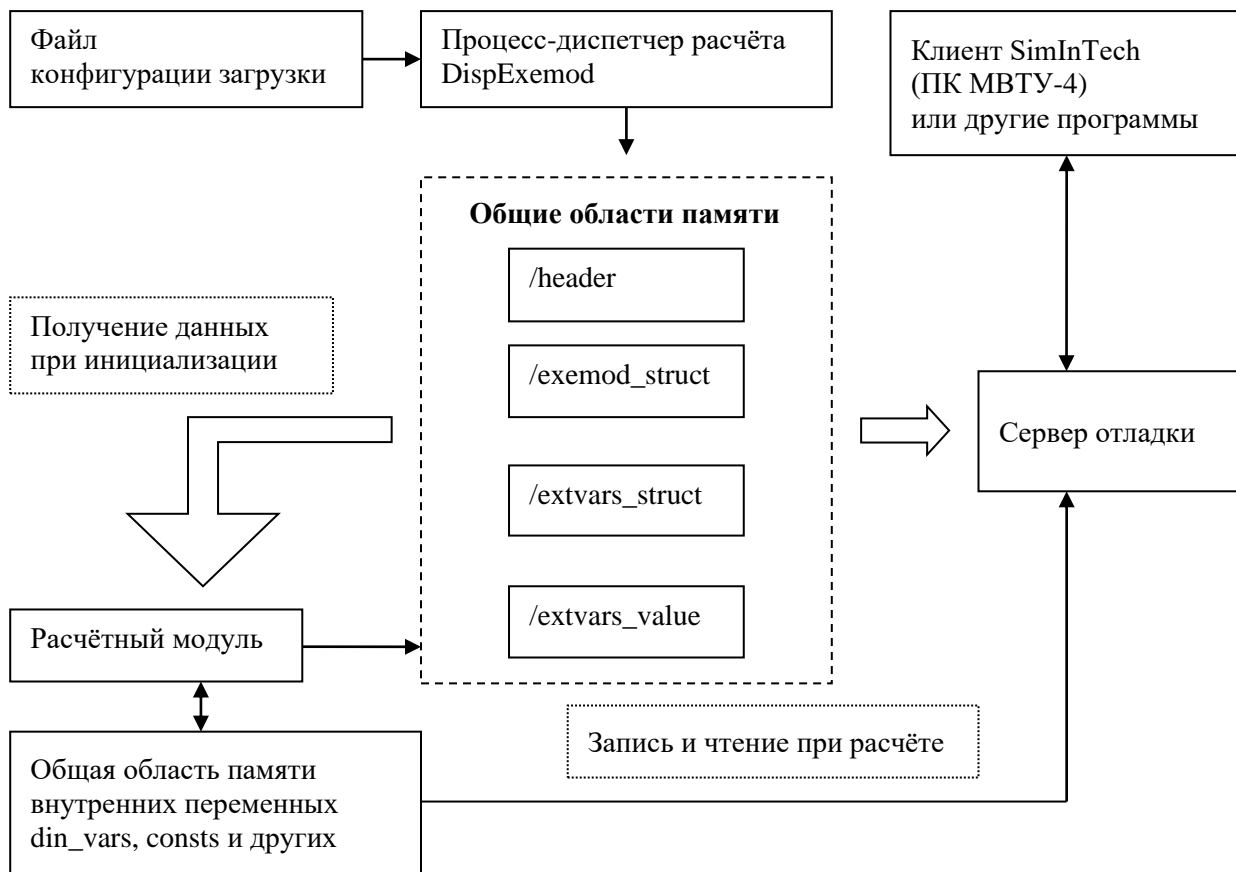 Файл
конфигурации загрузки
Процесс-диспетчер расчёта
DispExemod
Клиент SimInTech
(ПК МВТУ-4)
или другие программы
Общие области памяти
/header
/exemod_struct
/extvars_struct
/extvars_value
Получение данных
при инициализации
Сервер отладки
Расчётный модуль
Запись и чтение при расчёте
Общая область памяти
внутренних переменных
din_vars, consts и других